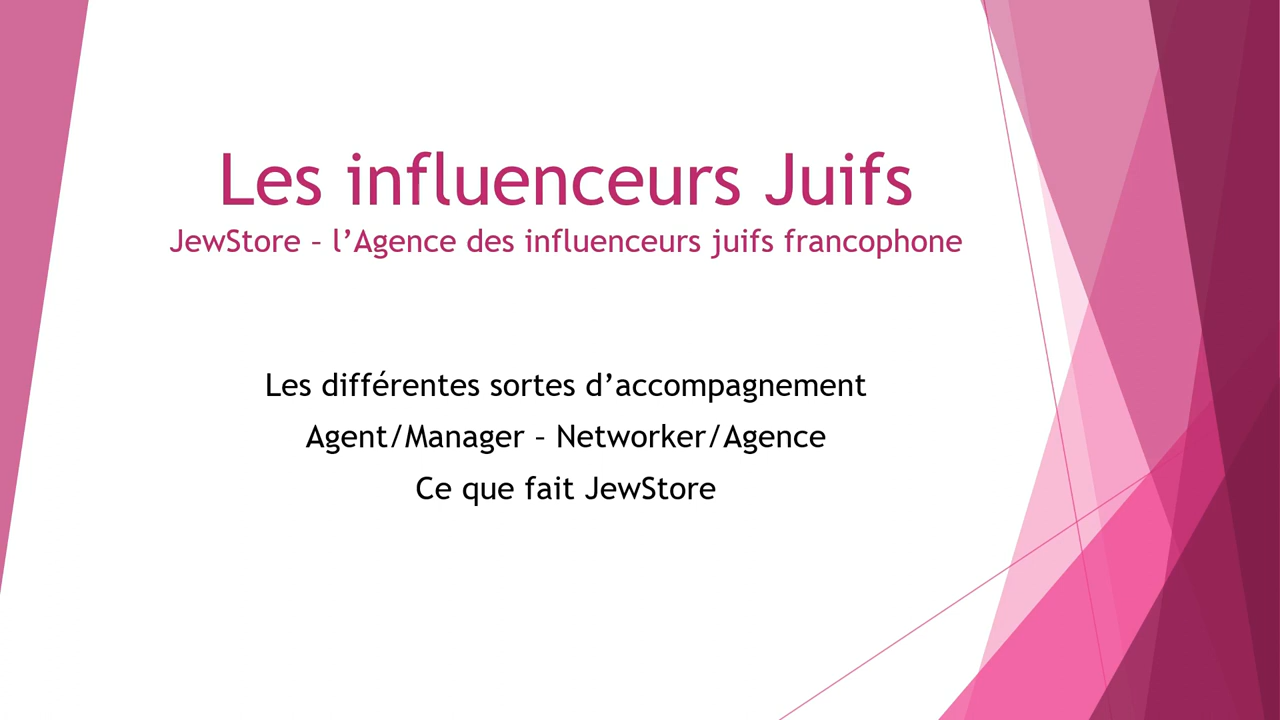 Les influenceurs Juifs
JewStore – l’Agence des influenceurs juifs francophone
Les différentes sortes d’accompagnement
Agent/Manager – Networker/Agence
Ce que fait JewStore